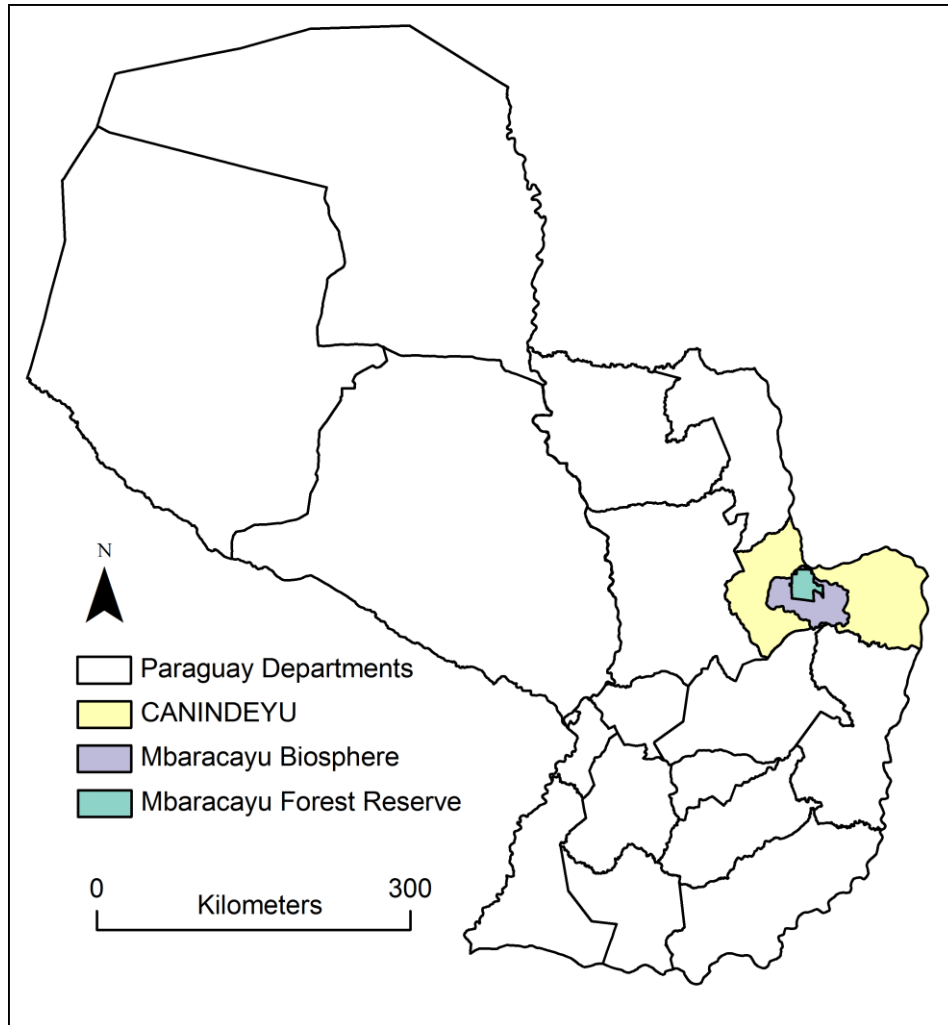 N
Paraguay Departments
CANINDEYU
Mbaracayu Biosphere
Mbaracayu Forest Reserve
0 300
Kilometers